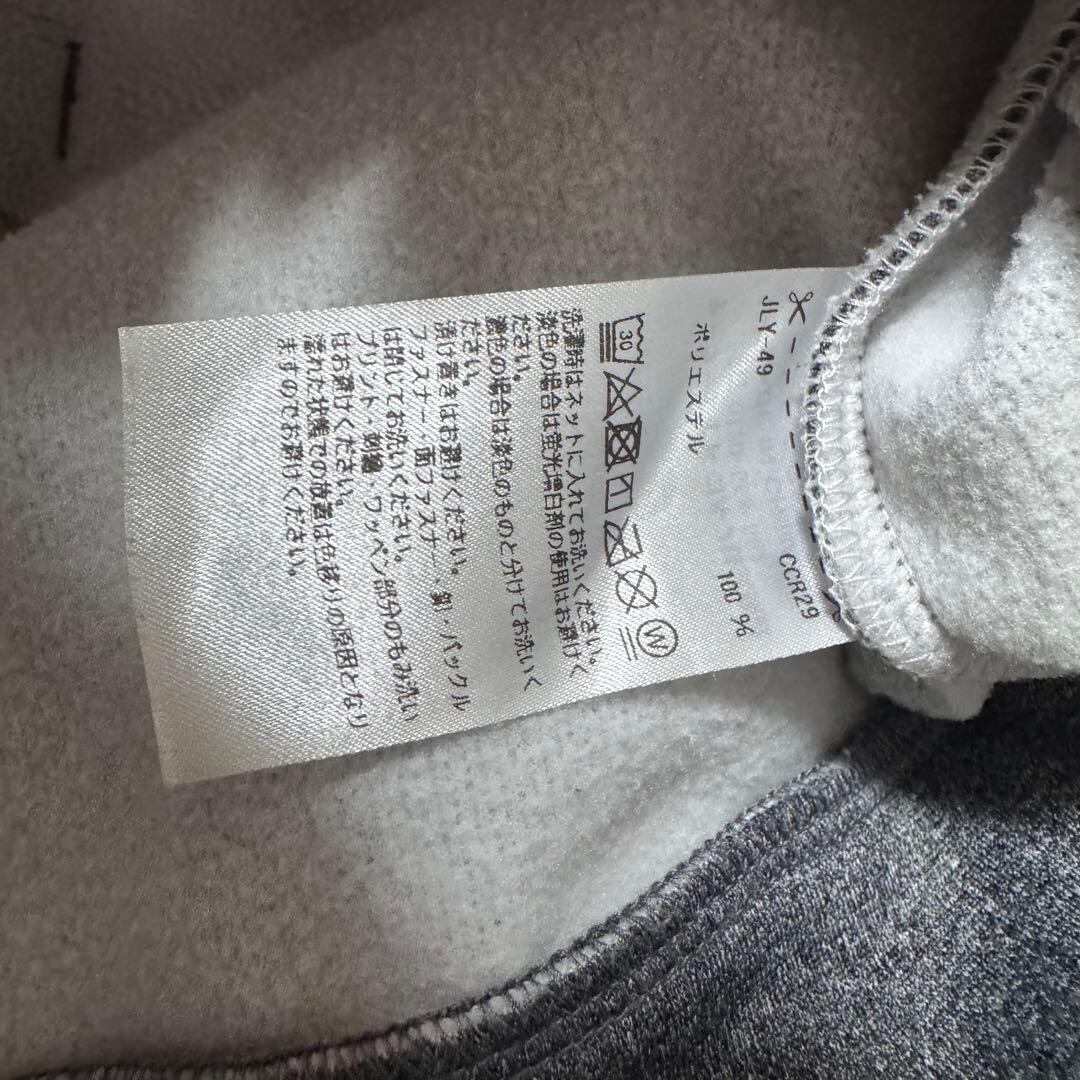 JLY-49 CCR29
ポリエステル 100 %
30
W
洗濯時はネットに入れてお洗いください。
淡色の場合は蛍光増白剤の使用はお避けく
ださい。
濃色の場合は淡色のものと分けてお洗いく
ださい。
漬け置きはお避けください。
ファスナー・面ファスナー・釦・バックル
は閉じてお洗いください。
プリント・刺繍・ワッペン部分のもみ洗い
はお避けください。
濡れた状態での放置は色移りの原因となり
ますのでお避けください。